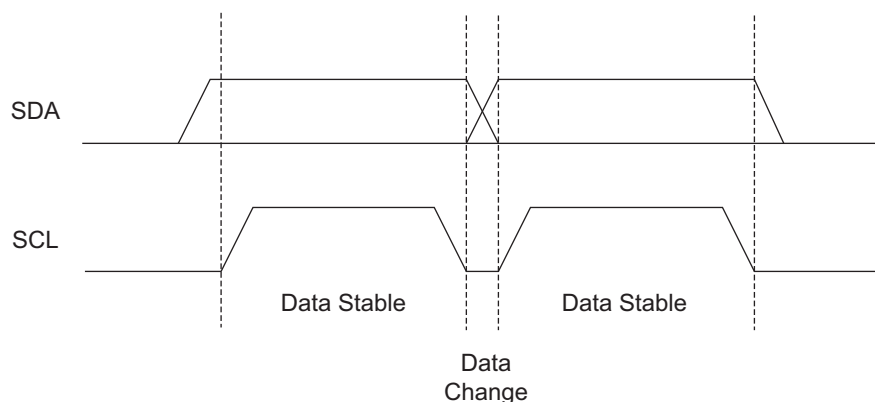 SDA
SCL
Data Stable
Data Stable
Data
Change